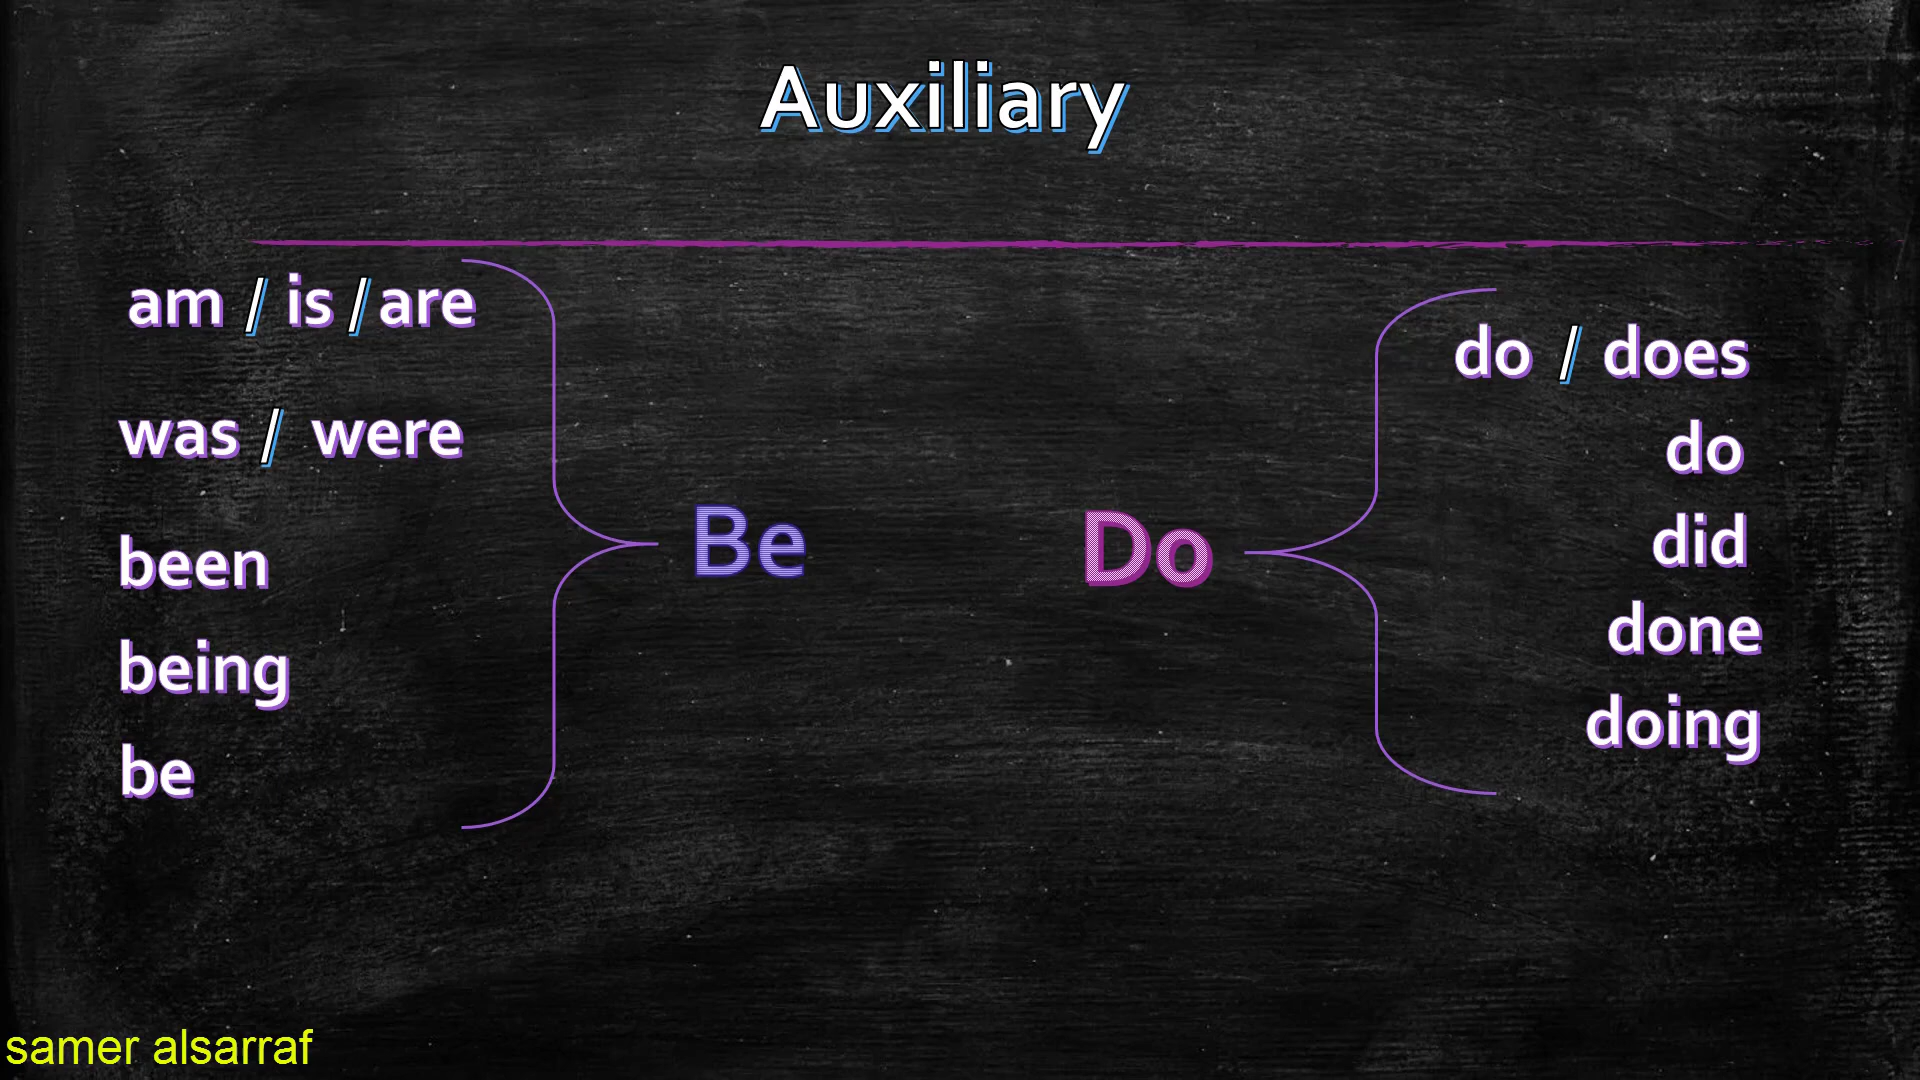 Auxiliary
am / is / are
was / were
been
being
be
Be
Do
do / does
do
did
done
doing
samer alsarraf